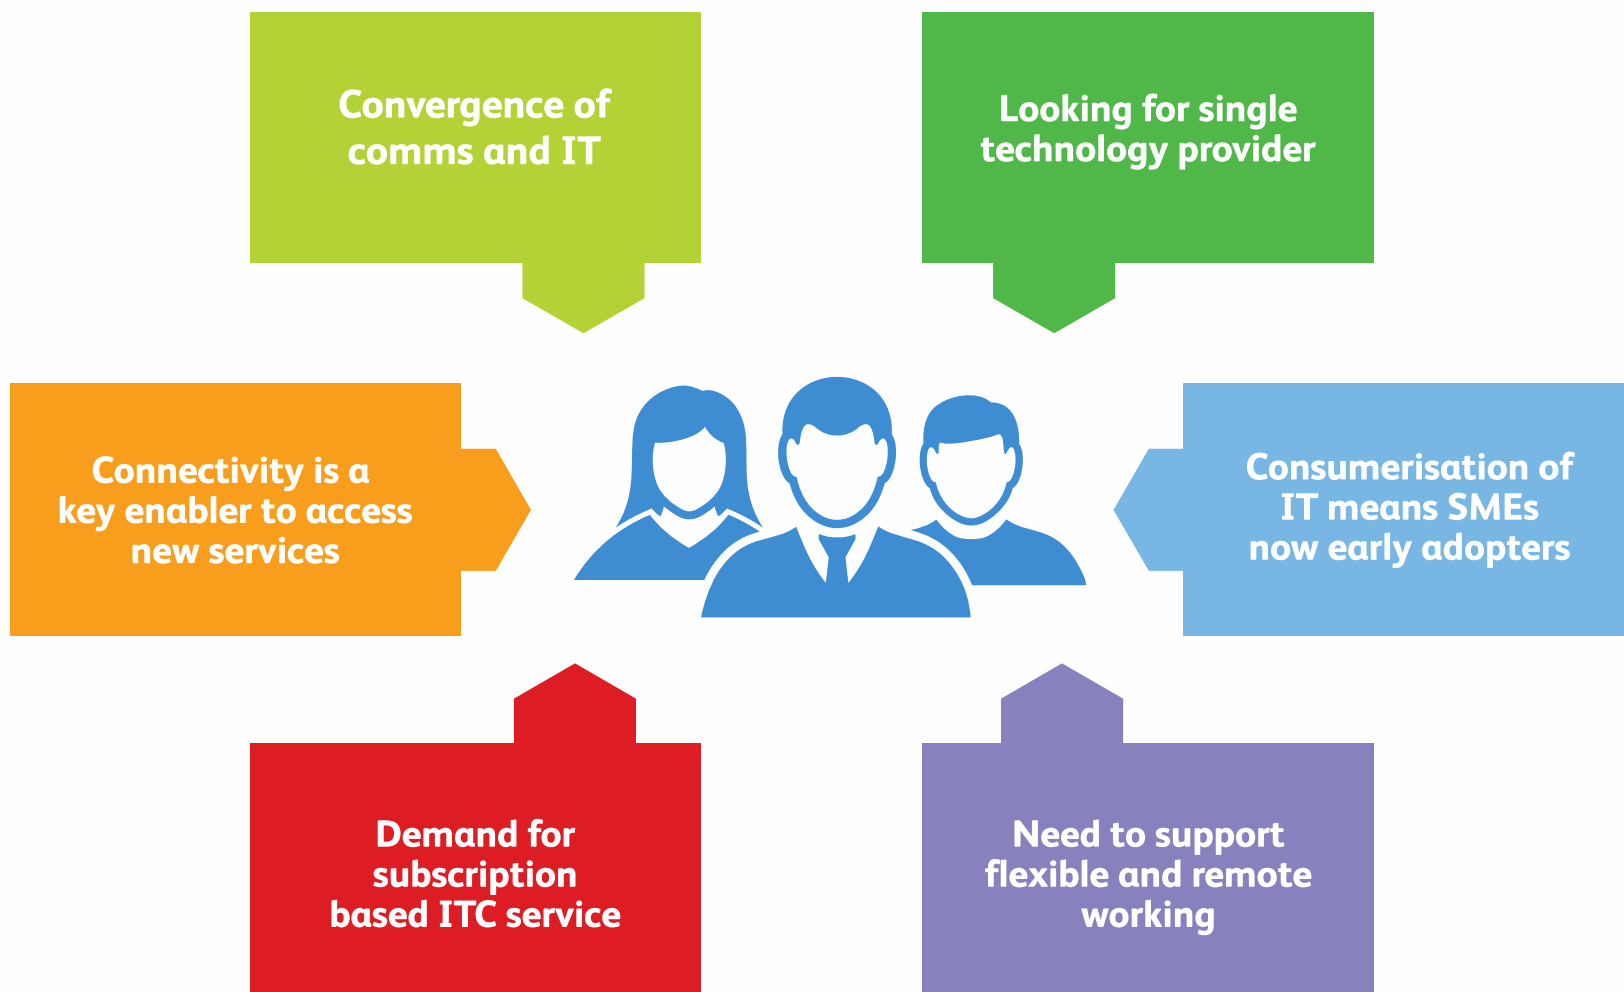 Convergence of
comms and IT
Looking for single
technology provider
Connectivity is a
key enabler to access
new services
Consumerisation of
IT means SMEs
now early adopters
Demand for
subscription
based ITC service
Need to support
flexible and remote
working